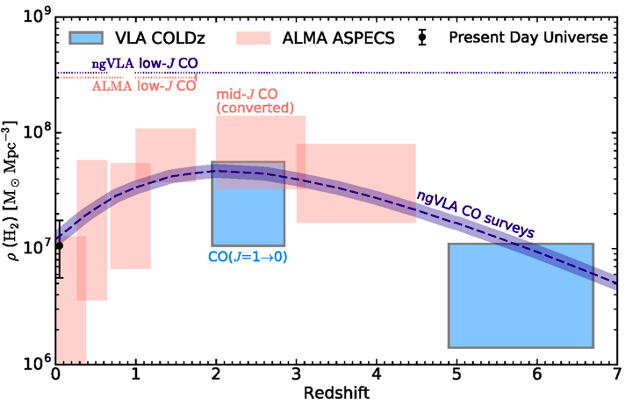 10⁹
VLA COLDz
ALMA ASPECS
Present Day Universe
ngVLA low-J CO
ALMA low-J CO
mid-J CO
(converted)
10⁸
ρ (H₂) [M⊙ Mpc⁻³]
ngVLA CO surveys
10⁷
CO(J=1→0)
10⁶
0 1 2 3 4 5 6 7
Redshift